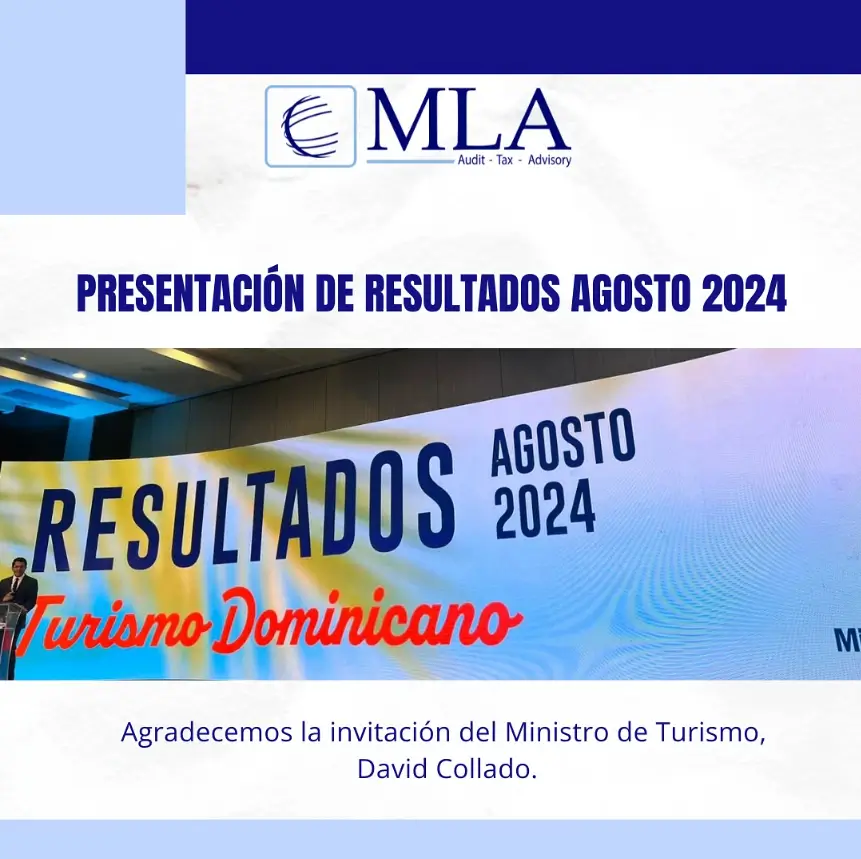 MLA
Audit - Tax - Advisory
PRESENTACIÓN DE RESULTADOS AGOSTO 2024
RESULTADOS
AGOSTO
2024
Turismo Dominicano
Agradecemos la invitación del Ministro de Turismo,
David Collado.